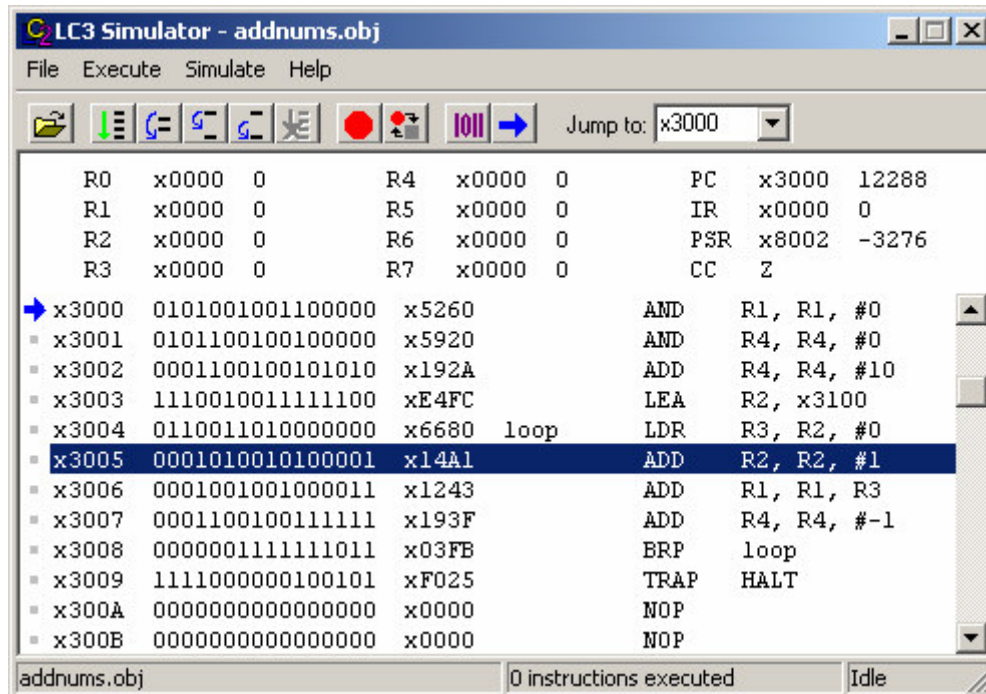 LC3 Simulator - addnums.obj
File Execute Simulate Help
Jump to: x3000
R0 x0000 0 R4 x0000 0 PC x3000 12288
R1 x0000 0 R5 x0000 0 IR x0000 0
R2 x0000 0 R6 x0000 0 PSR x8002 -3276
R3 x0000 0 R7 x0000 0 CC Z
x3000 0101001001100000 x5260 AND R1, R1, #0
x3001 0101100100100000 x5920 AND R4, R4, #0
x3002 0001100100101010 x192A ADD R4, R4, #10
x3003 1110010011111100 xE4FC LEA R2, x3100
x3004 0110011010000000 x6680 loop LDR R3, R2, #0
x3005 0001010010100001 x14A1 ADD R2, R2, #1
x3006 0001001001000011 x1243 ADD R1, R1, R3
x3007 0001100100111111 x193F ADD R4, R4, #-1
x3008 0000001111111011 x03FB BRP loop
x3009 1111000000100101 xF025 TRAP HALT
x300A 0000000000000000 x0000 NOP
x300B 0000000000000000 x0000 NOP
addnums.obj 0 instructions executed Idle